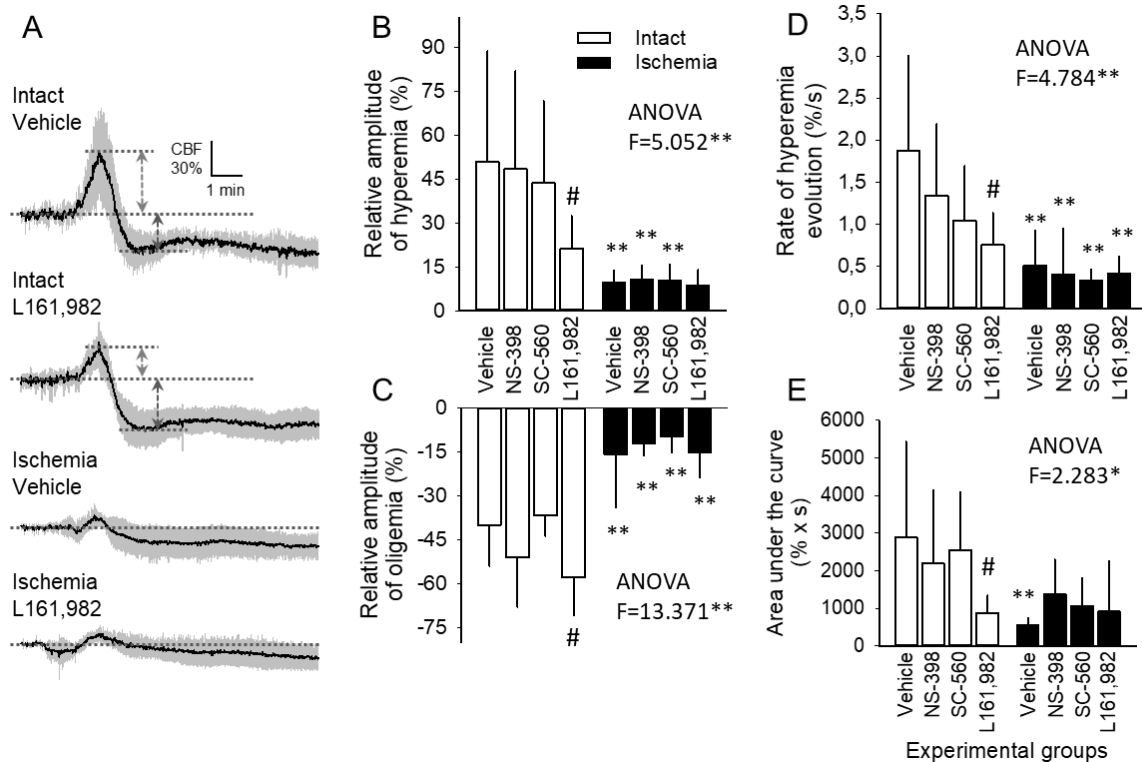 A
Intact
Vehicle
CBF
30%
1 min
Intact
L161,982
Ischemia
Vehicle
Ischemia
L161,982
B
Relative amplitude
of hyperemia (%)
90
75
60
45
30
15
0
Intact
Ischemia
ANOVA
F=5.052**
#
** ** **
Vehicle
NS-398
SC-560
L161,982
Vehicle
NS-398
SC-560
L161,982
C
Relative amplitude
of oligemia (%)
0
-15
-30
-45
-60
-75
** ** ** **
ANOVA
F=13.371**
#
D
Rate of hyperemia
evolution (%/s)
3,5
3,0
2,5
2,0
1,5
1,0
0,5
0,0
ANOVA
F=4.784**
#
** ** ** **
Vehicle
NS-398
SC-560
L161,982
Vehicle
NS-398
SC-560
L161,982
E
Area under the curve
(% x s)
6000
5000
4000
3000
2000
1000
0
ANOVA
F=2.283*
#
**
Vehicle
NS-398
SC-560
L161,982
Vehicle
NS-398
SC-560
L161,982
Experimental groups